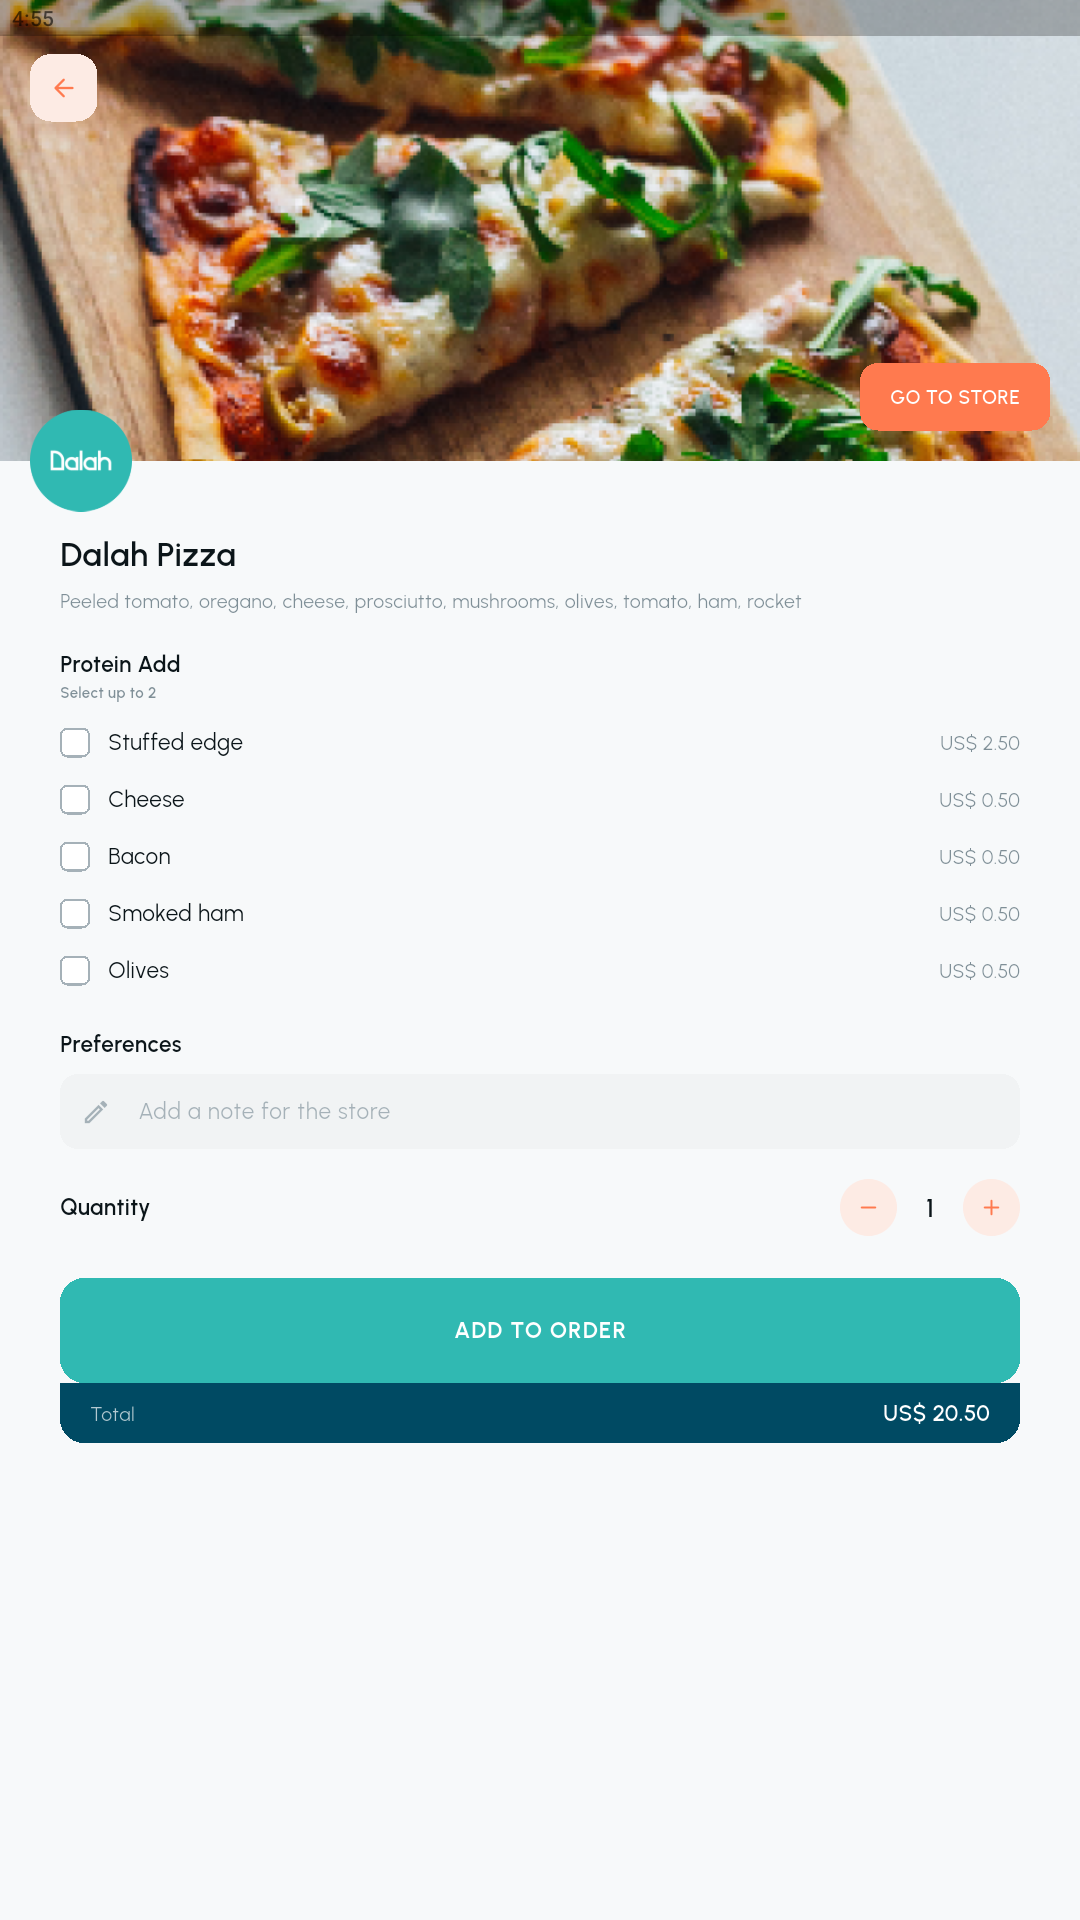 4:55
GO TO STORE
Dalah
Dalah Pizza
Peeled tomato, oregano, cheese, prosciutto, mushrooms, olives, tomato, ham, rocket
Protein Add
Select up to 2
Stuffed edge US$ 2.50
Cheese US$ 0.50
Bacon US$ 0.50
Smoked ham US$ 0.50
Olives US$ 0.50
Preferences
Add a note for the store
Quantity 1
ADD TO ORDER
Total US$ 20.50